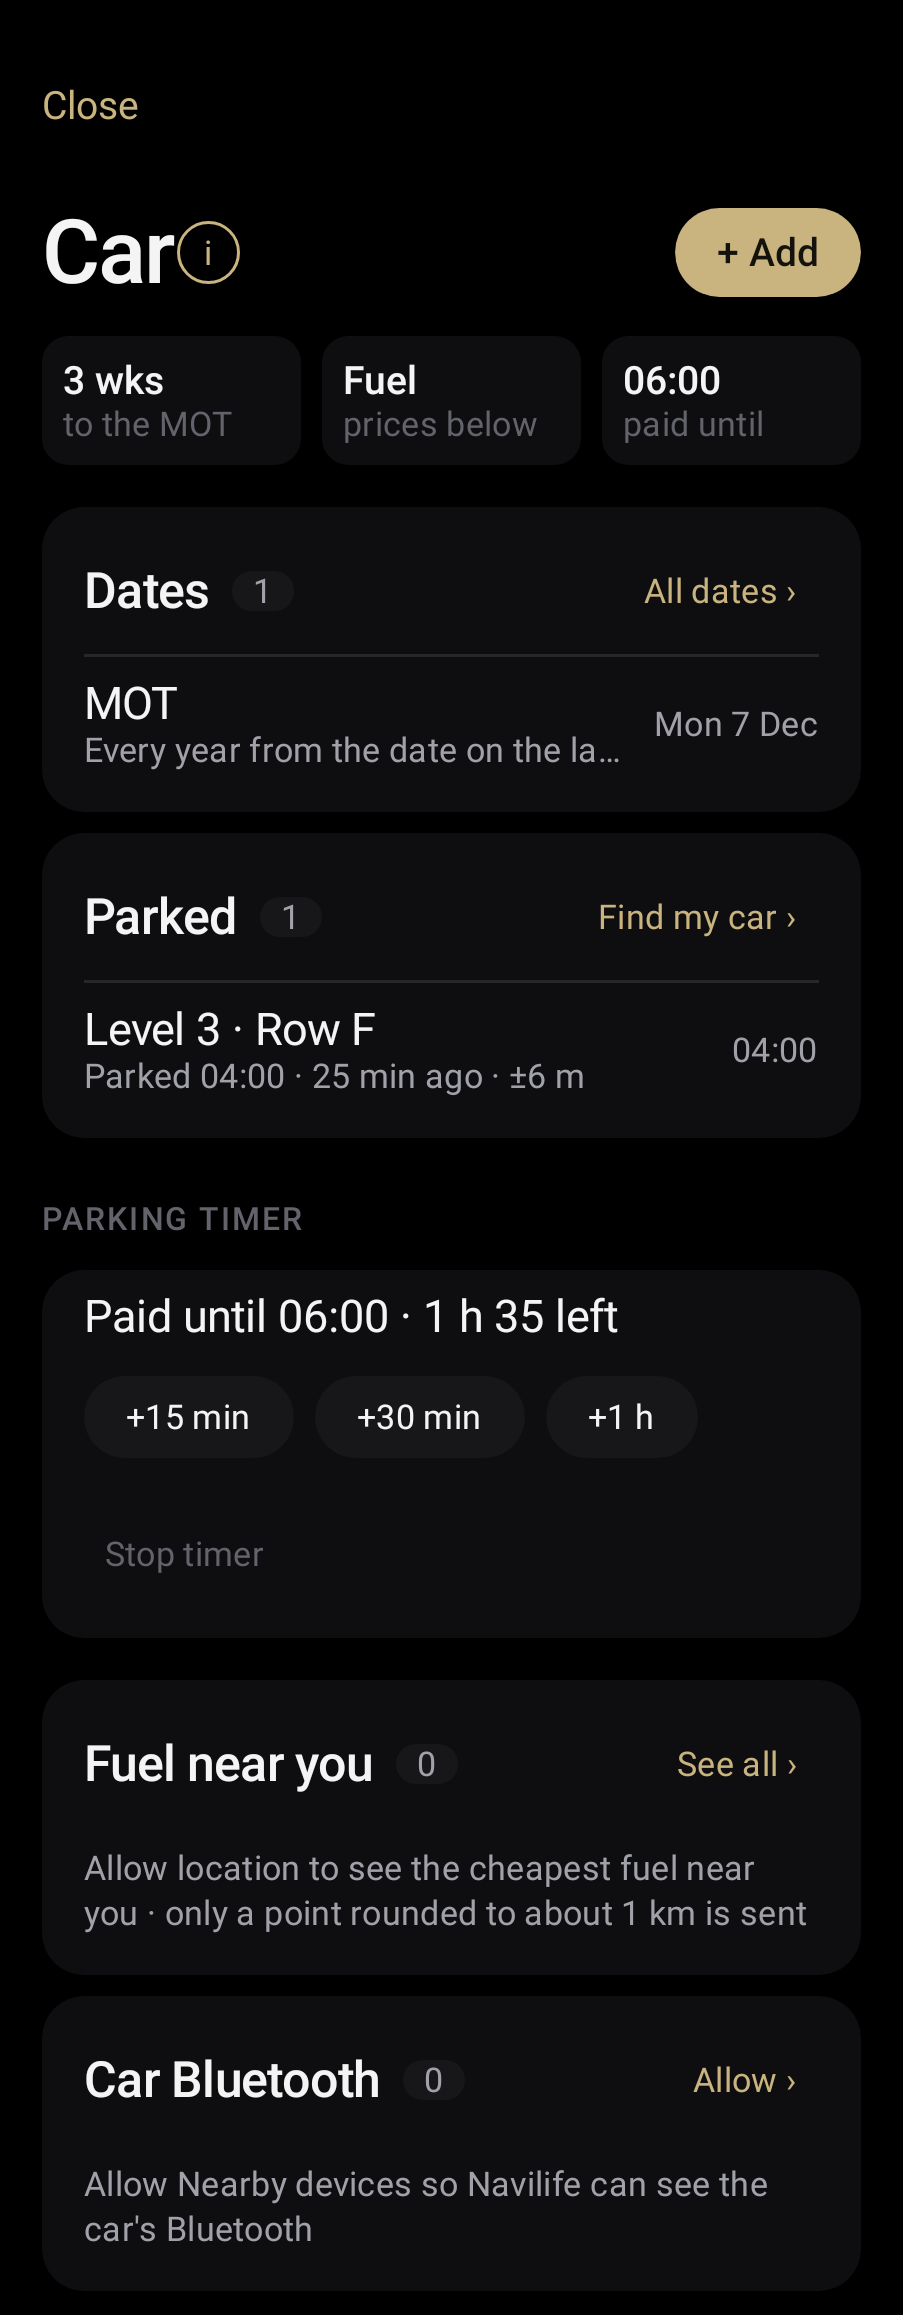 Close
Car i
+ Add
3 wks
to the MOT
Fuel
prices below
06:00
paid until
Dates 1
All dates ›
MOT
Every year from the date on the la…
Mon 7 Dec
Parked 1
Find my car ›
Level 3 · Row F
Parked 04:00 · 25 min ago · ±6 m
04:00
PARKING TIMER
Paid until 06:00 · 1 h 35 left
+15 min
+30 min
+1 h
Stop timer
Fuel near you 0
See all ›
Allow location to see the cheapest fuel near
you · only a point rounded to about 1 km is sent
Car Bluetooth 0
Allow ›
Allow Nearby devices so Navilife can see the
car's Bluetooth